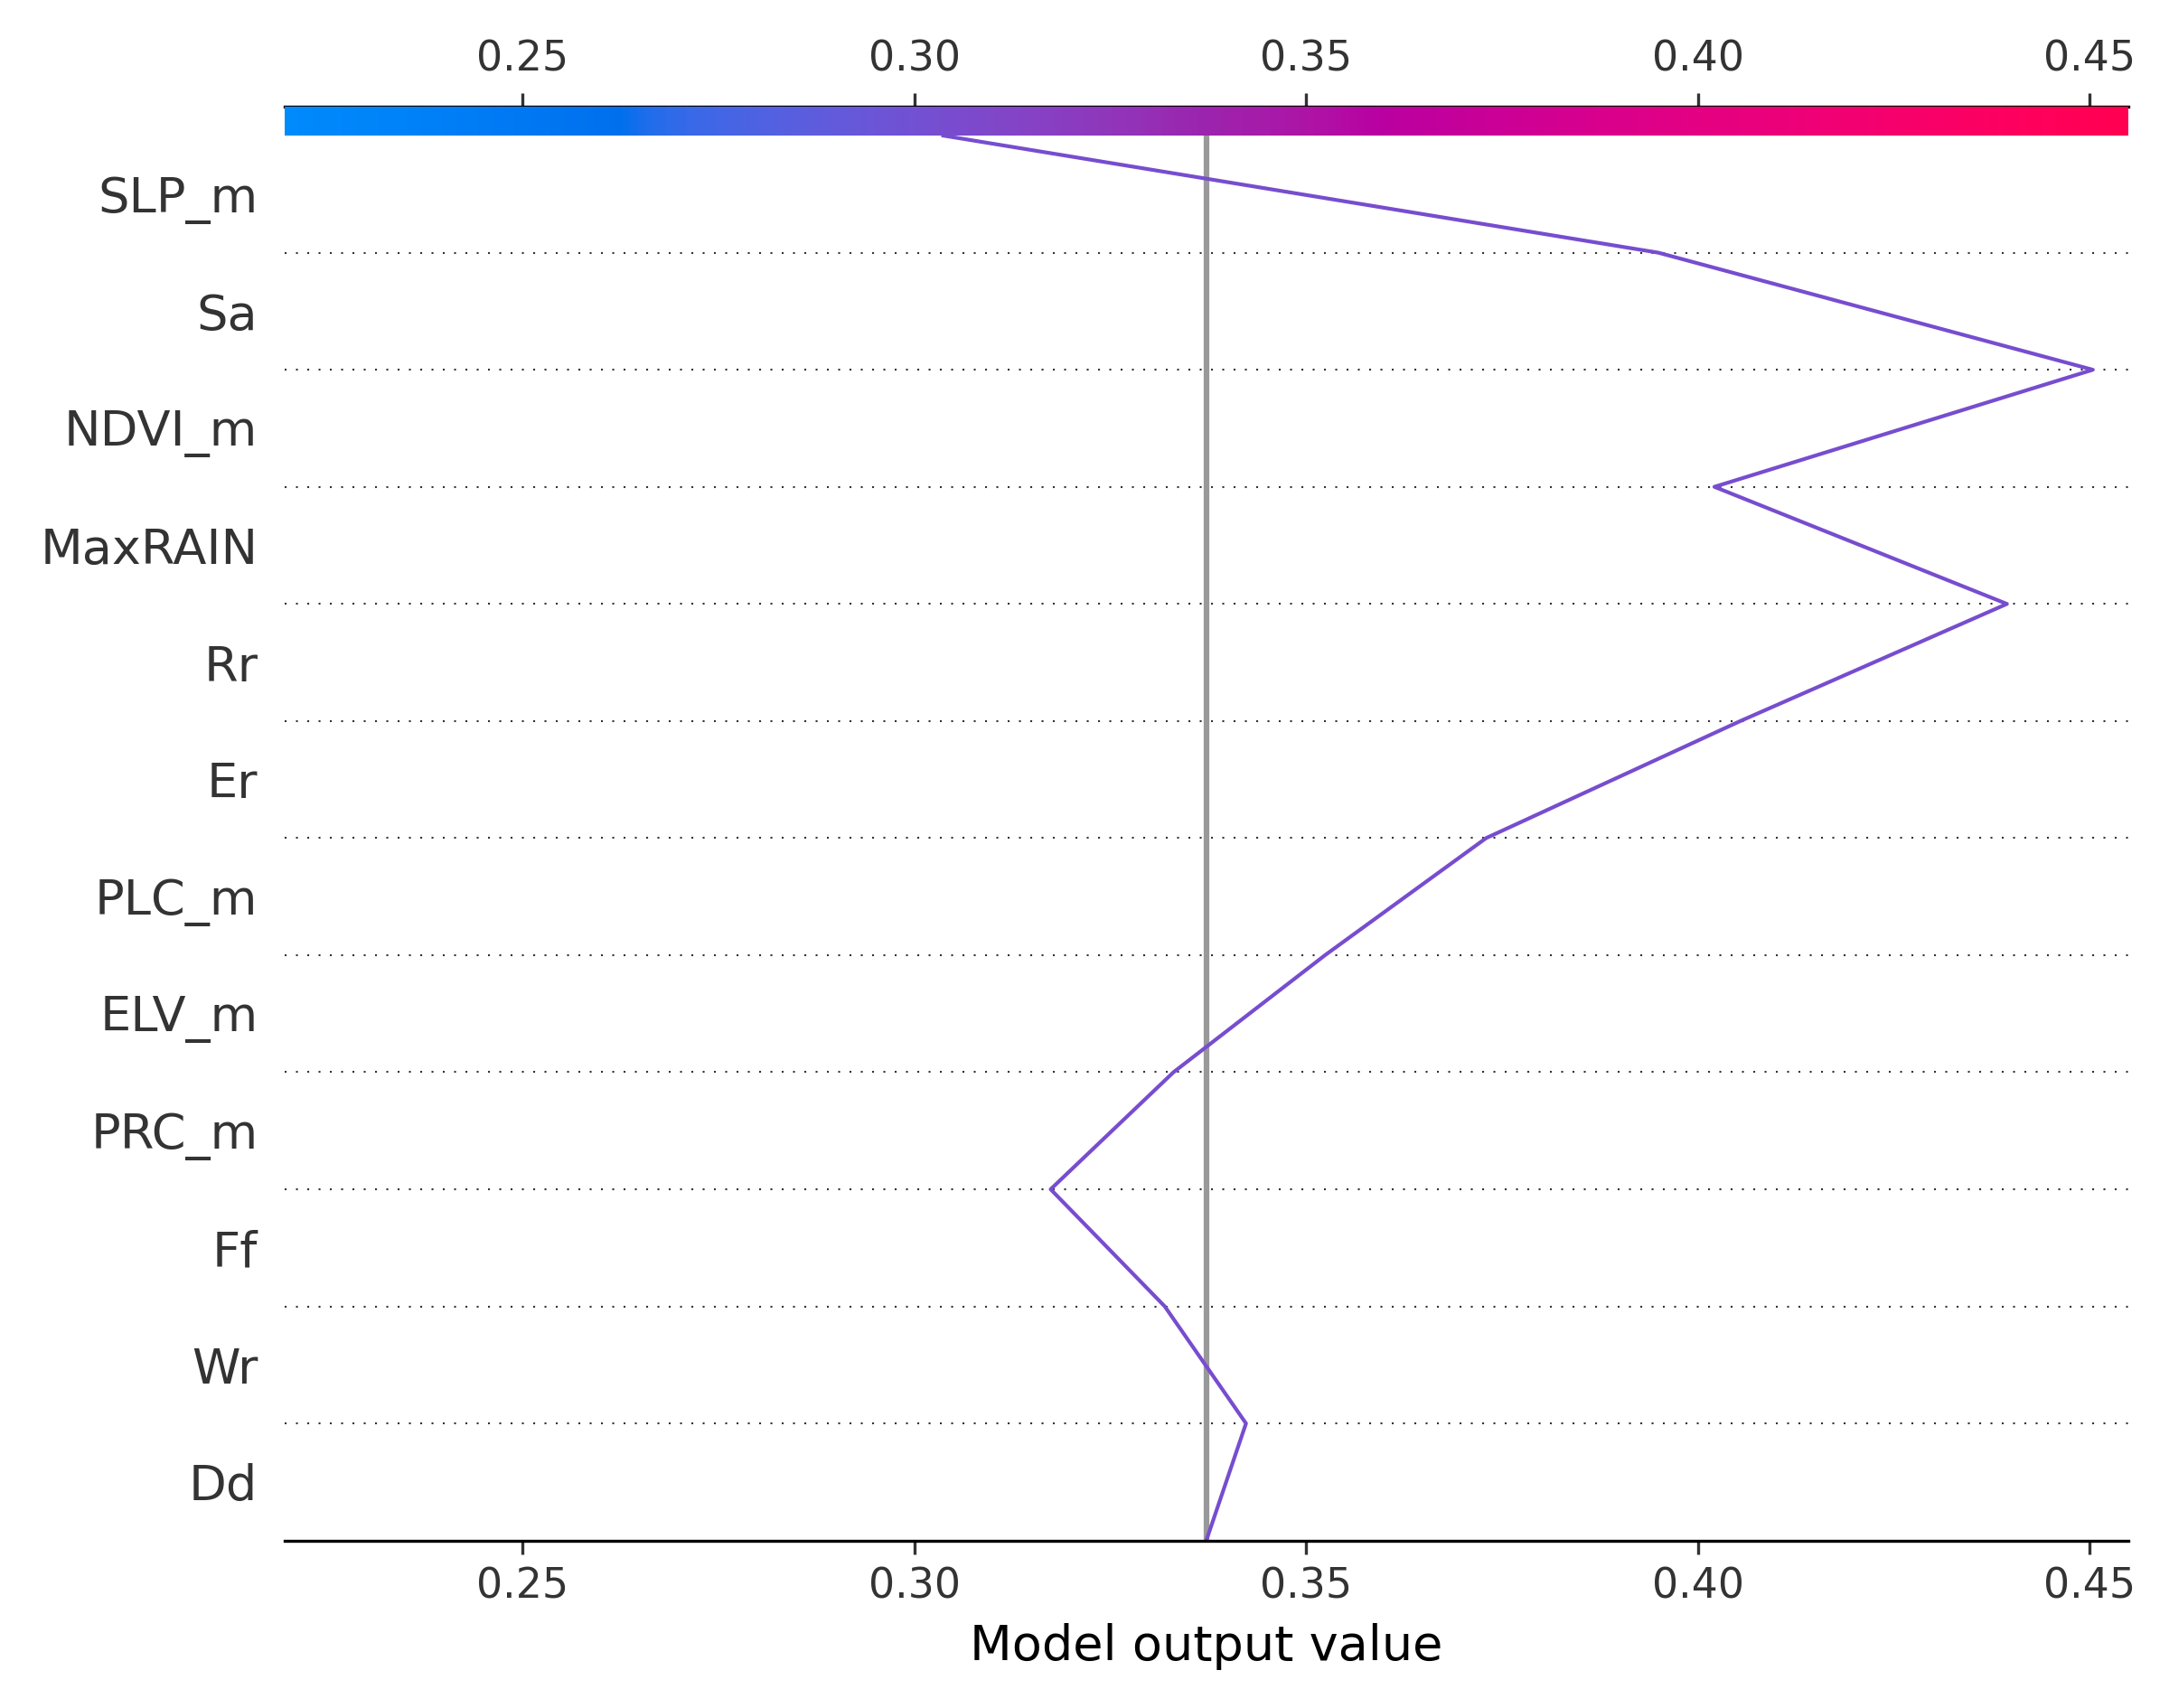 0.25 0.30 0.35 0.40 0.45
SLP_m
Sa
NDVI_m
MaxRAIN
Rr
Er
PLC_m
ELV_m
PRC_m
Ff
Wr
Dd
0.25 0.30 0.35 0.40 0.45
Model output value